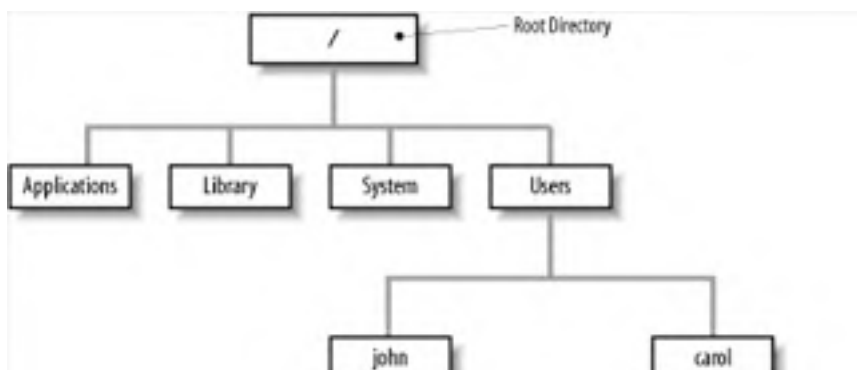 /
Root Directory
Applications
Library
System
Users
john
carol